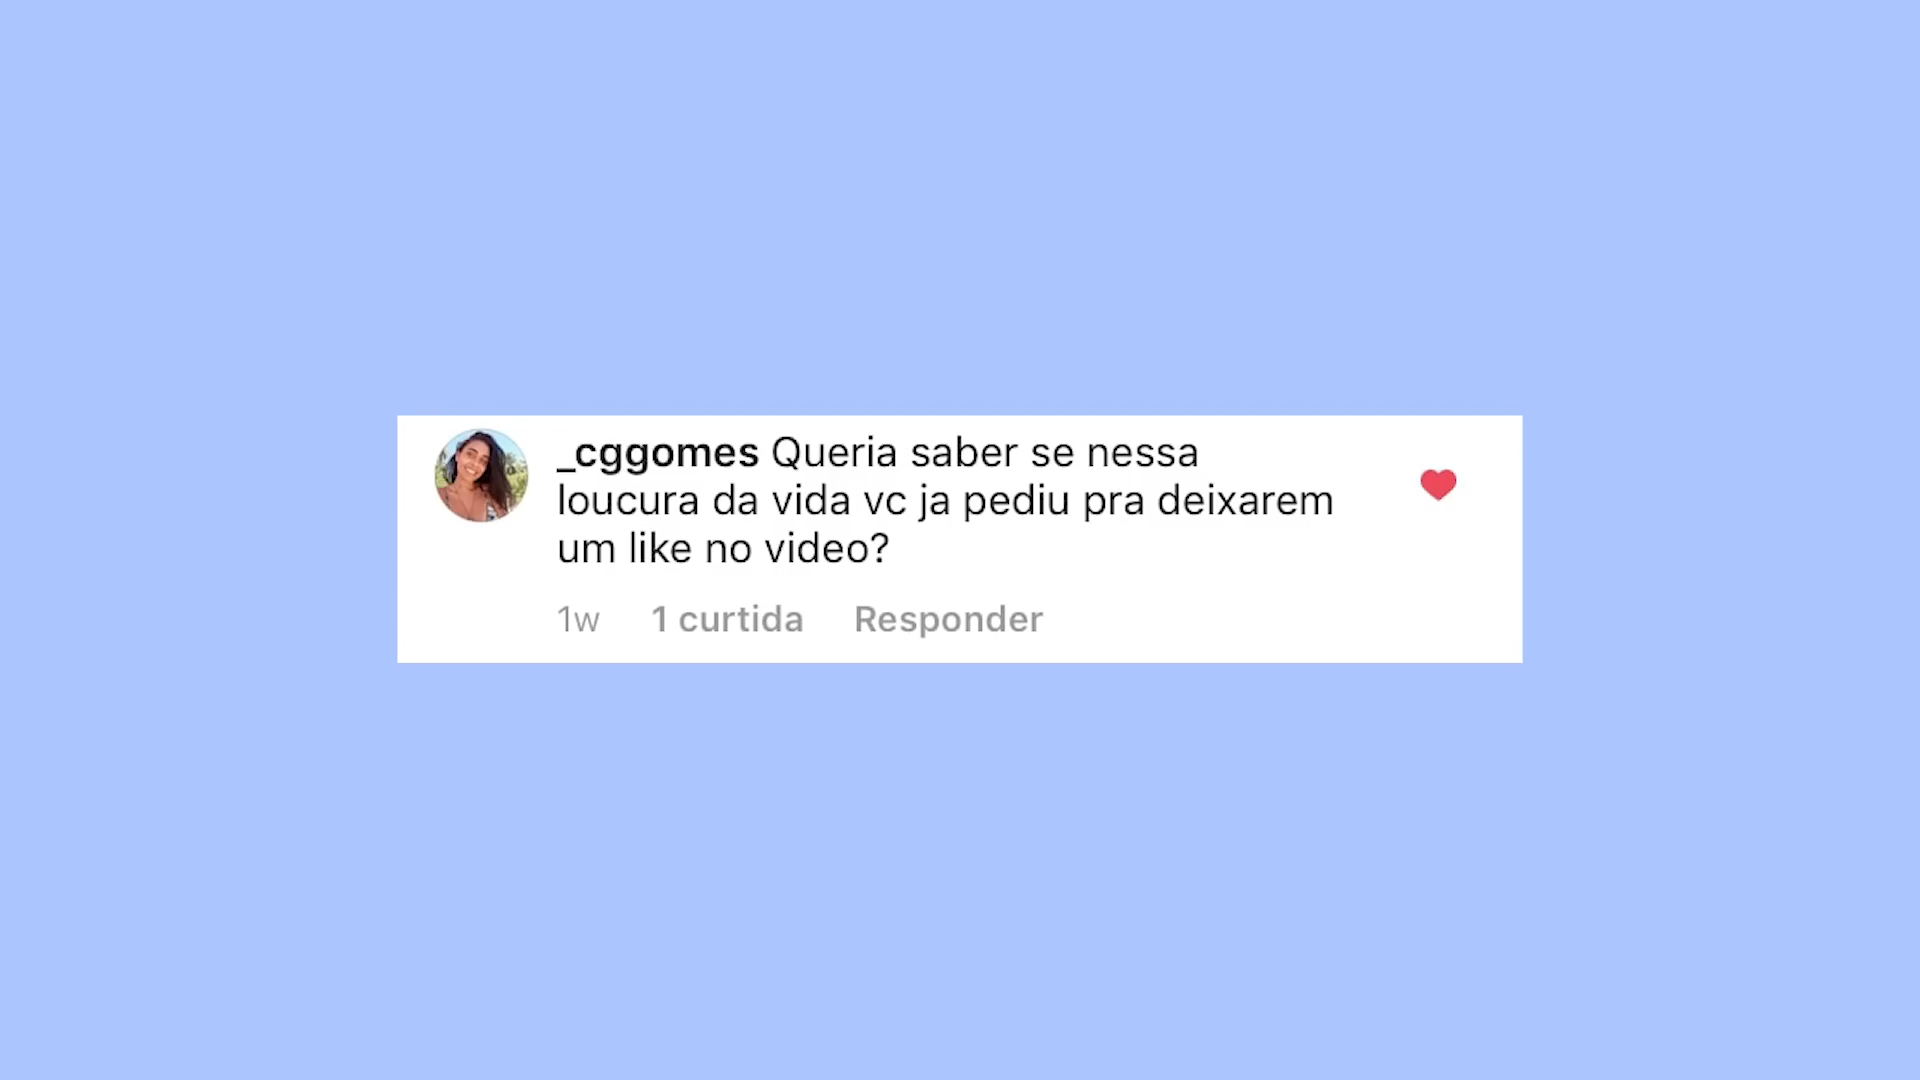 _cggomes Queria saber se nessa
loucura da vida vc ja pediu pra deixarem
um like no video?
1w 1 curtida Responder